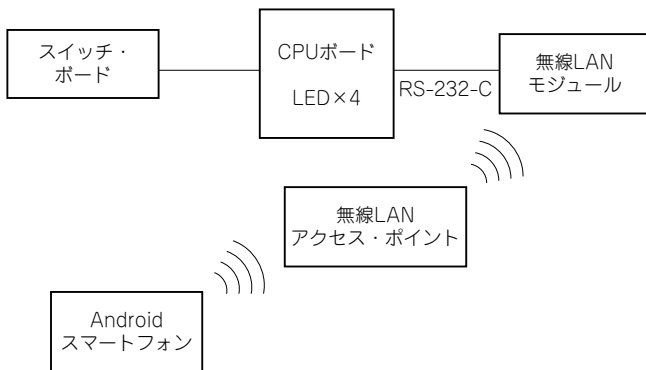 スイッチ・
ボード
CPUボード
LED×4
RS-232-C
無線LAN
モジュール
無線LAN
アクセス・ポイント
Android
スマートフォン